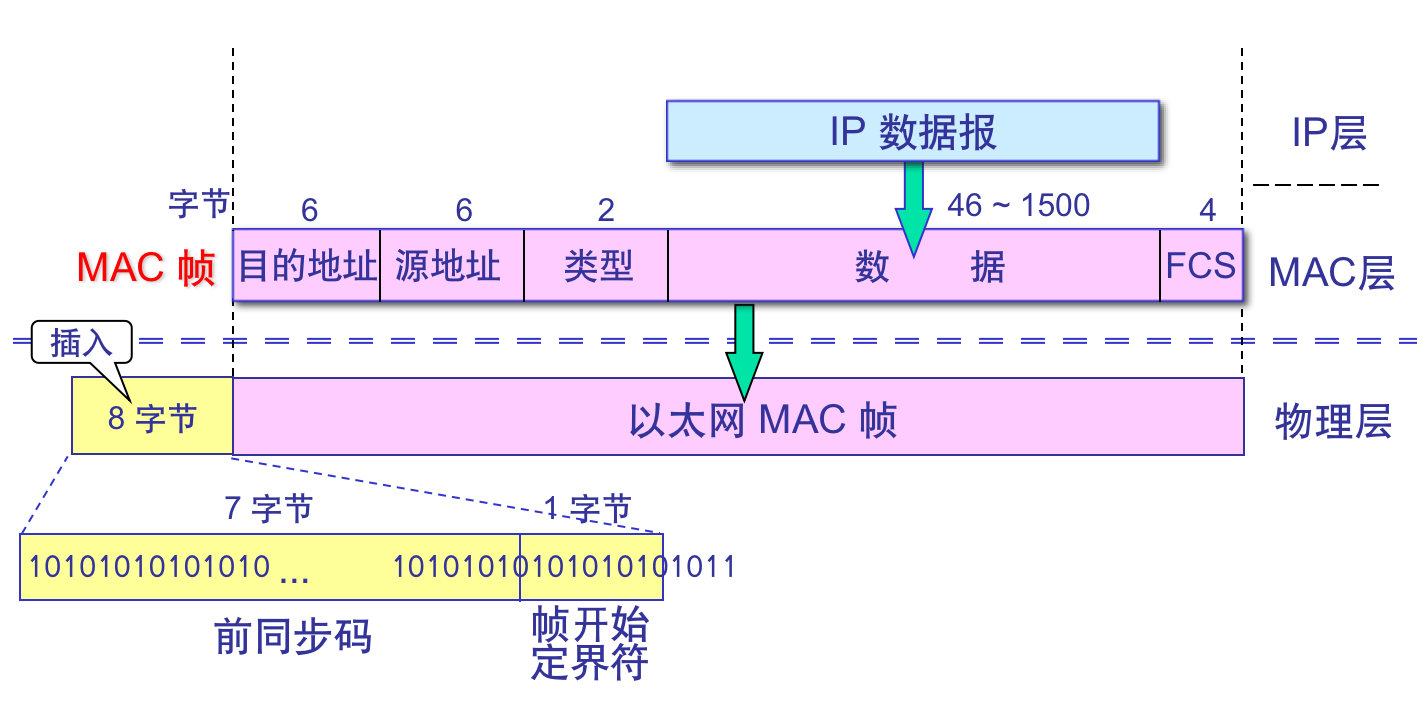 IP 数据报
IP层
字节
6
6
2
46 ~ 1500
4
MAC 帧
目的地址
源地址
类型
数 据
FCS
MAC层
插入
8 字节
以太网 MAC 帧
物理层
7 字节
1 字节
10101010101010 ...
10101010101010101011
前同步码
帧开始
定界符